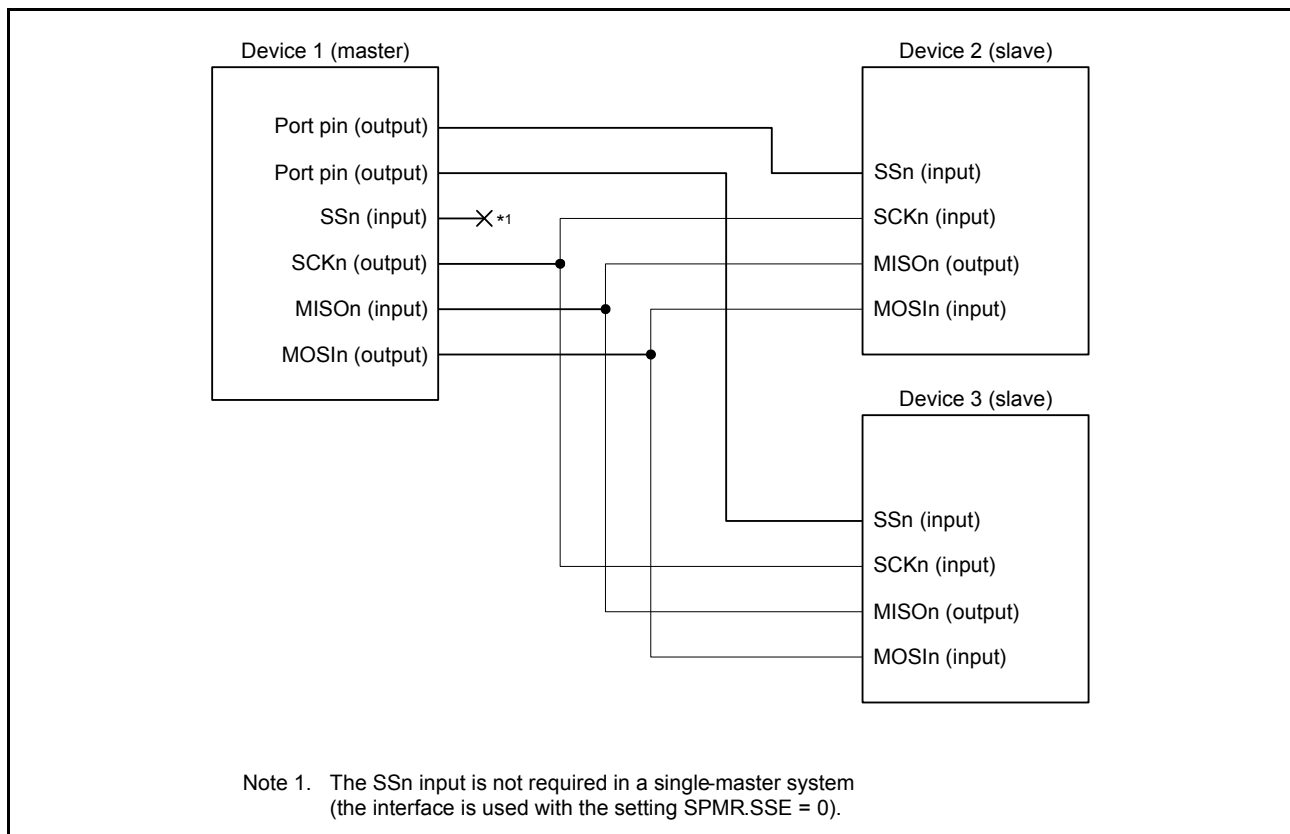 Device 1 (master)
Port pin (output)
Port pin (output)
SSn (input)
*1
SCKn (output)
MISOn (input)
MOSIn (output)
Device 2 (slave)
SSn (input)
SCKn (input)
MISOn (output)
MOSIn (input)
Device 3 (slave)
SSn (input)
SCKn (input)
MISOn (output)
MOSIn (input)
Note 1. The SSn input is not required in a single-master system
(the interface is used with the setting SPMR.SSE = 0).